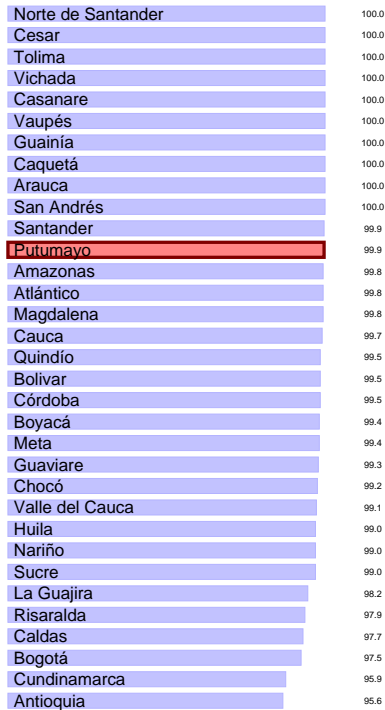 Norte de Santander 100.0
Cesar 100.0
Tolima 100.0
Vichada 100.0
Casanare 100.0
Vaupés 100.0
Guainía 100.0
Caquetá 100.0
Arauca 100.0
San Andrés 100.0
Santander 99.9
Putumayo 99.9
Amazonas 99.8
Atlántico 99.8
Magdalena 99.8
Cauca 99.7
Quindío 99.5
Bolivar 99.5
Córdoba 99.5
Boyacá 99.4
Meta 99.4
Guaviare 99.3
Chocó 99.2
Valle del Cauca 99.1
Huila 99.0
Nariño 99.0
Sucre 99.0
La Guajira 98.2
Risaralda 97.9
Caldas 97.7
Bogotá 97.5
Cundinamarca 95.9
Antioquia 95.6